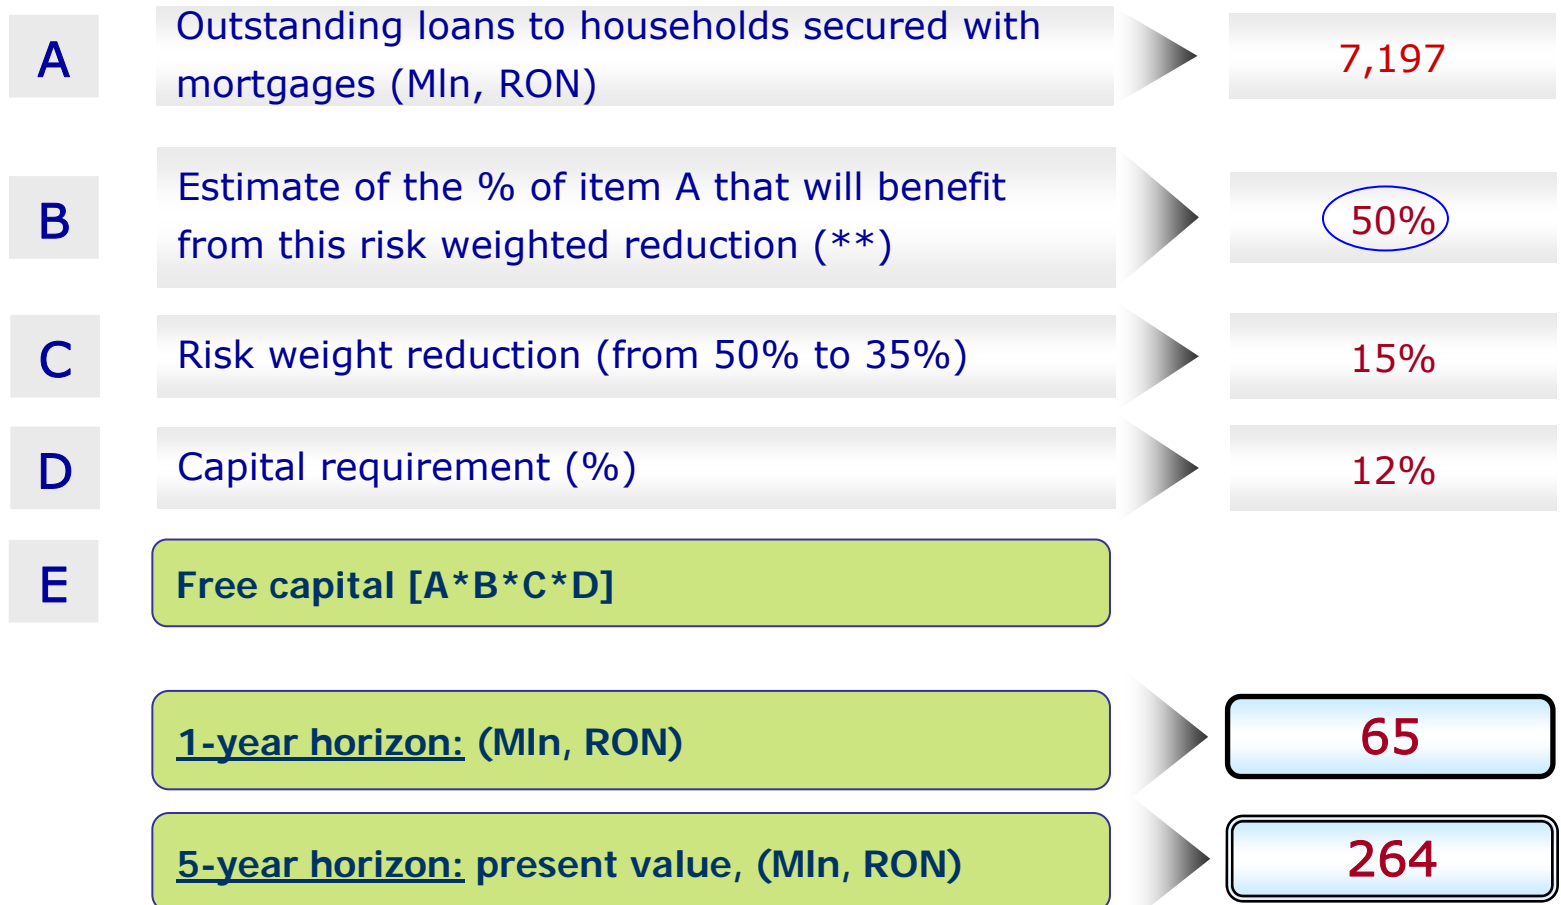 A
Outstanding loans to households secured with
mortgages (Mln, RON)
7,197
B
Estimate of the % of item A that will benefit
from this risk weighted reduction (**)
50%
C
Risk weight reduction (from 50% to 35%)
15%
D
Capital requirement (%)
12%
E
Free capital [A*B*C*D]
1-year horizon: (Mln, RON)
65
5-year horizon: present value, (Mln, RON)
264